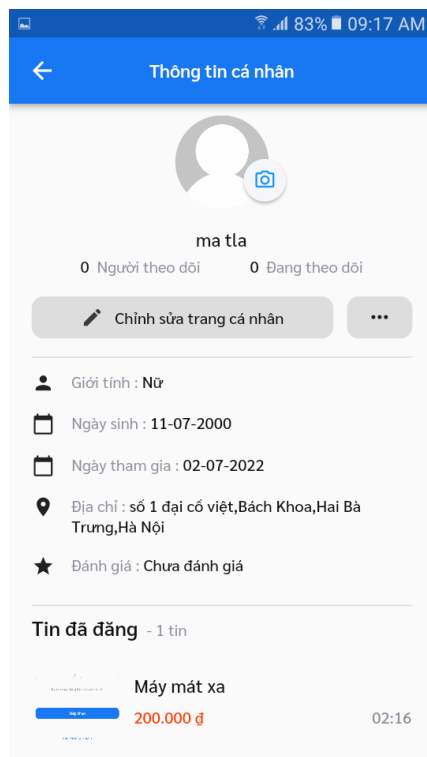 83% 09:17 AM
Thông tin cá nhân
ma tla
0 Người theo dõi 0 Đang theo dõi
Chỉnh sửa trang cá nhân
Giới tính : Nữ
Ngày sinh : 11-07-2000
Ngày tham gia : 02-07-2022
Địa chỉ : số 1 đại cồ việt,Bách Khoa,Hai Bà
Trưng,Hà Nội
Đánh giá : Chưa đánh giá
Tin đã đăng - 1 tin
Máy mát xa
200.000 ₫ 02:16